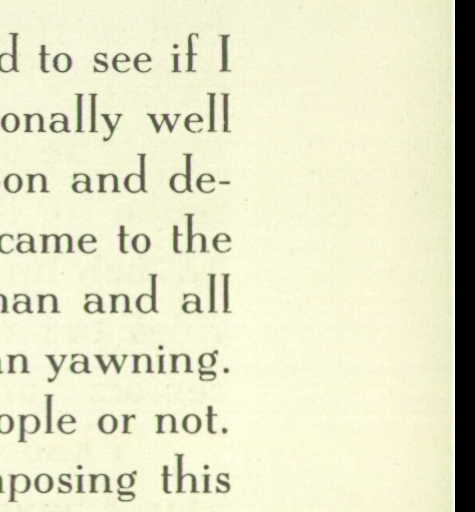 d to see if I
onally well
on and de-
came to the
nan and all
an yawning.
ople or not.
nposing this